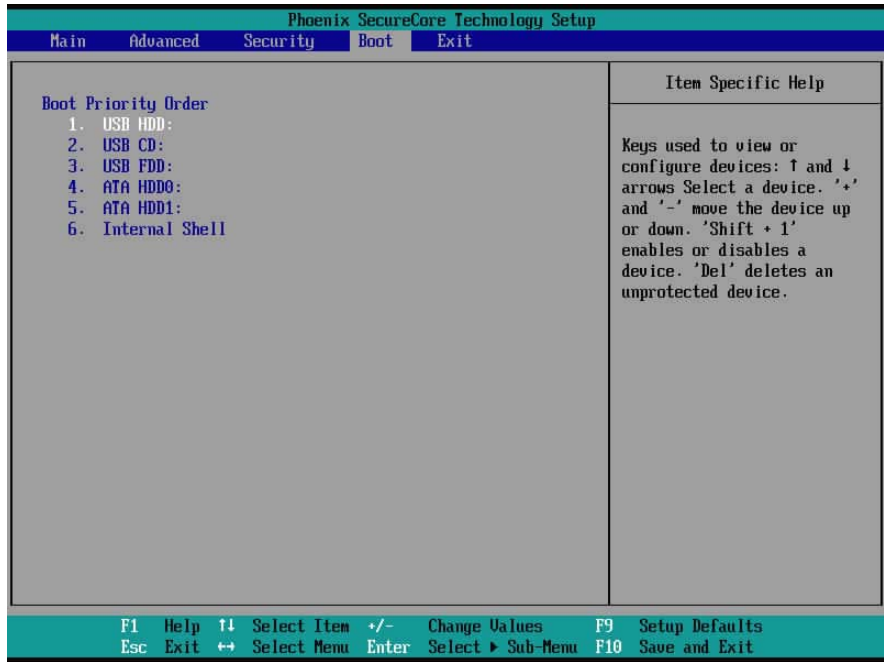 Phoenix SecureCore Technology Setup
Main Advanced Security Boot Exit
Boot Priority Order
1. USB HDD:
2. USB CD:
3. USB FDD:
4. ATA HDD0:
5. ATA HDD1:
6. Internal Shell
Item Specific Help
Keys used to view or
configure devices: ↑ and ↓
arrows Select a device. '+'
and '-' move the device up
or down. 'Shift + 1'
enables or disables a
device. 'Del' deletes an
unprotected device.
F1 Help ↑↓ Select Item +/- Change Values F9 Setup Defaults
Esc Exit ↔ Select Menu Enter Select ▶ Sub-Menu F10 Save and Exit